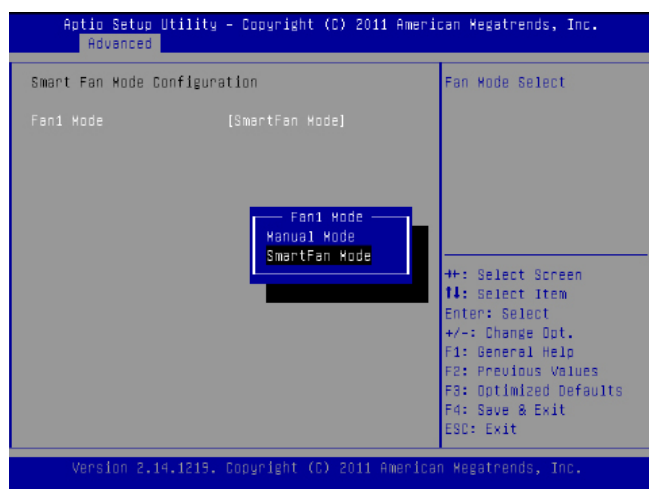 Aptio Setup Utility – Copyright (C) 2011 American Megatrends, Inc.
Advanced
Smart Fan Mode Configuration
Fan1 Mode [SmartFan Mode]
Fan1 Mode
Manual Mode
SmartFan Mode
Fan Mode Select
→←: Select Screen
↑↓: Select Item
Enter: Select
+/-: Change Opt.
F1: General Help
F2: Previous Values
F3: Optimized Defaults
F4: Save & Exit
ESC: Exit
Version 2.14.1219. Copyright (C) 2011 American Megatrends, Inc.